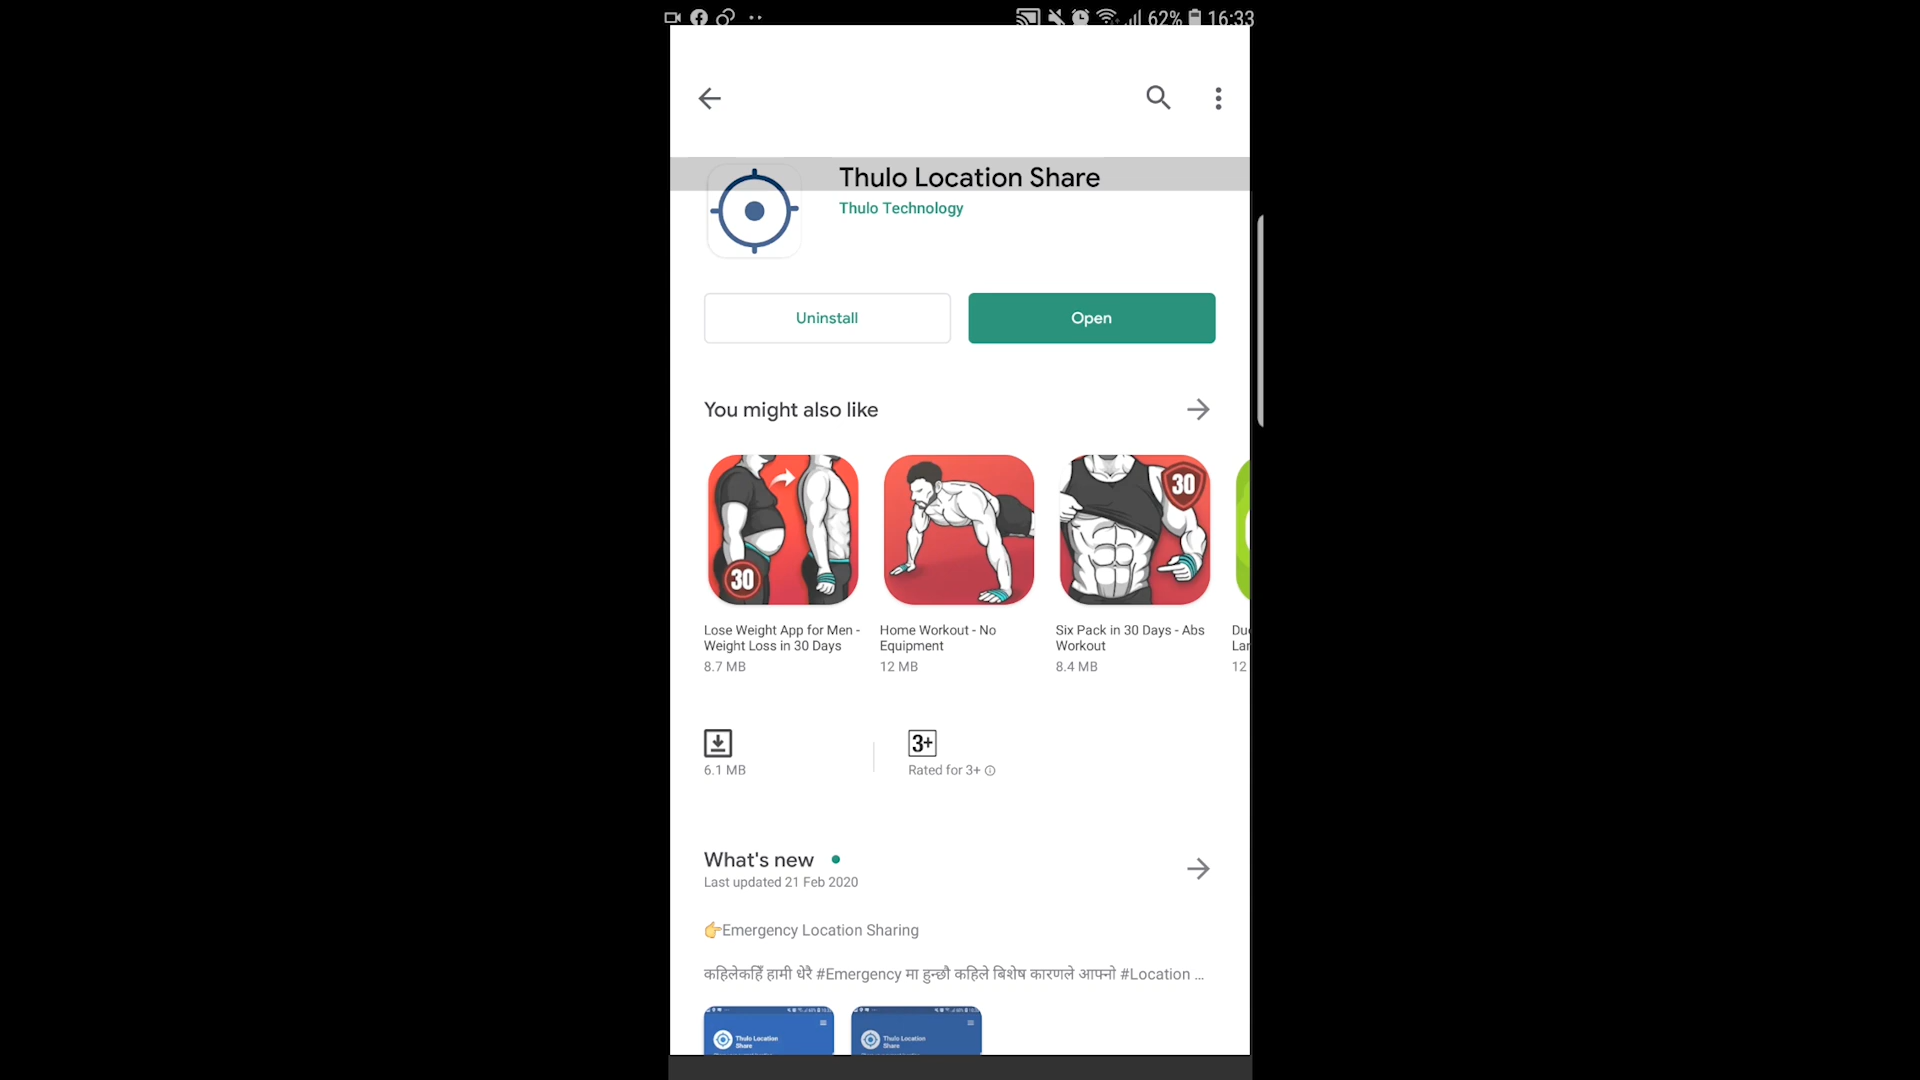 62% 16:33
Thulo Location Share
Thulo Technology
Uninstall
Open
You might also like
30
30
Lose Weight App for Men -
Weight Loss in 30 Days
8.7 MB
Home Workout - No
Equipment
12 MB
Six Pack in 30 Days - Abs
Workout
8.4 MB
12
3+
6.1 MB
Rated for 3+
What's new
Last updated 21 Feb 2020
👉Emergency Location Sharing
कहिलेकहिँ हामी धेरै #Emergency मा हुन्छौ कहिले बिशेष कारणले आफ्नो #Location ...
Thulo Location
Share
Thulo Location
Share